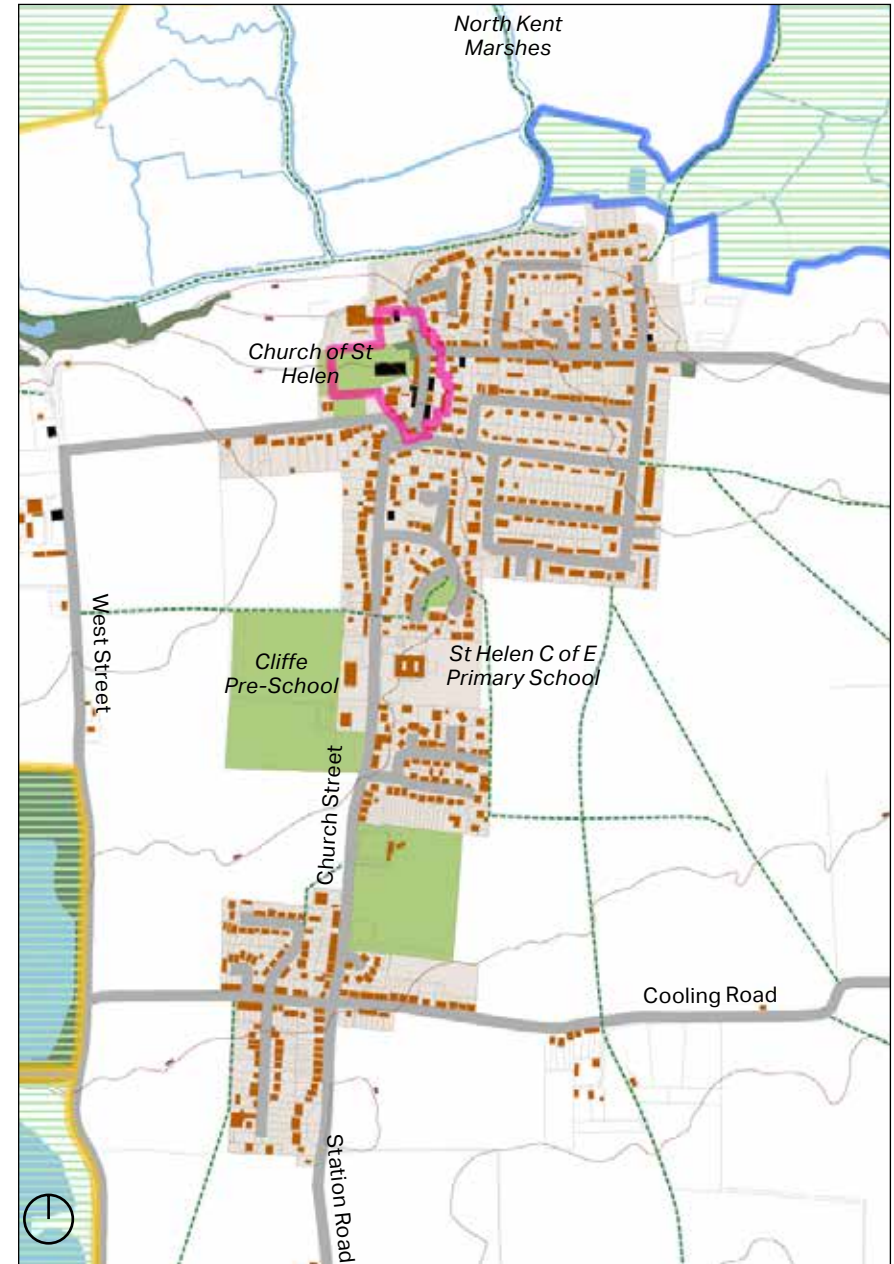 North Kent
Marshes
Church of St
Helen
West Street
Cliffe
Pre-School
St Helen C of E
Primary School
Church Street
Cooling Road
Station Road